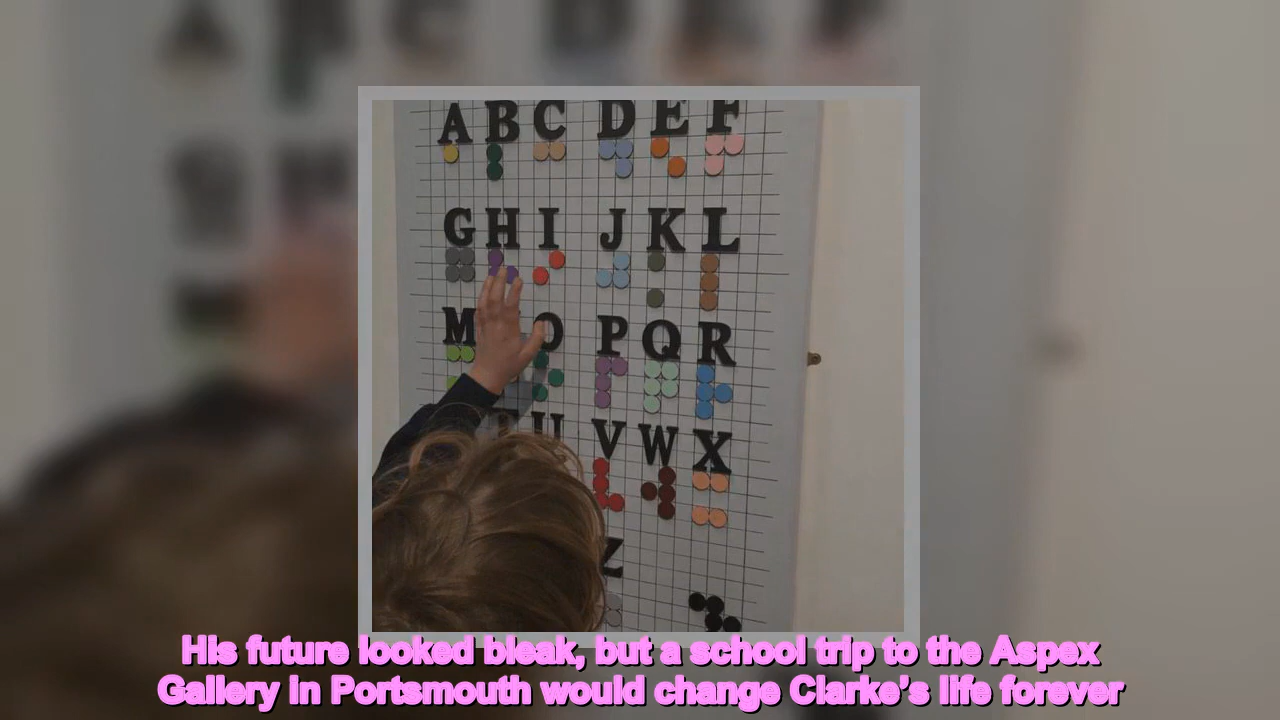 A B C D E F
G H I J K L
M O P Q R
U V W X
Z
His future looked bleak, but a school trip to the Aspex
Gallery in Portsmouth would change Clarke's life forever